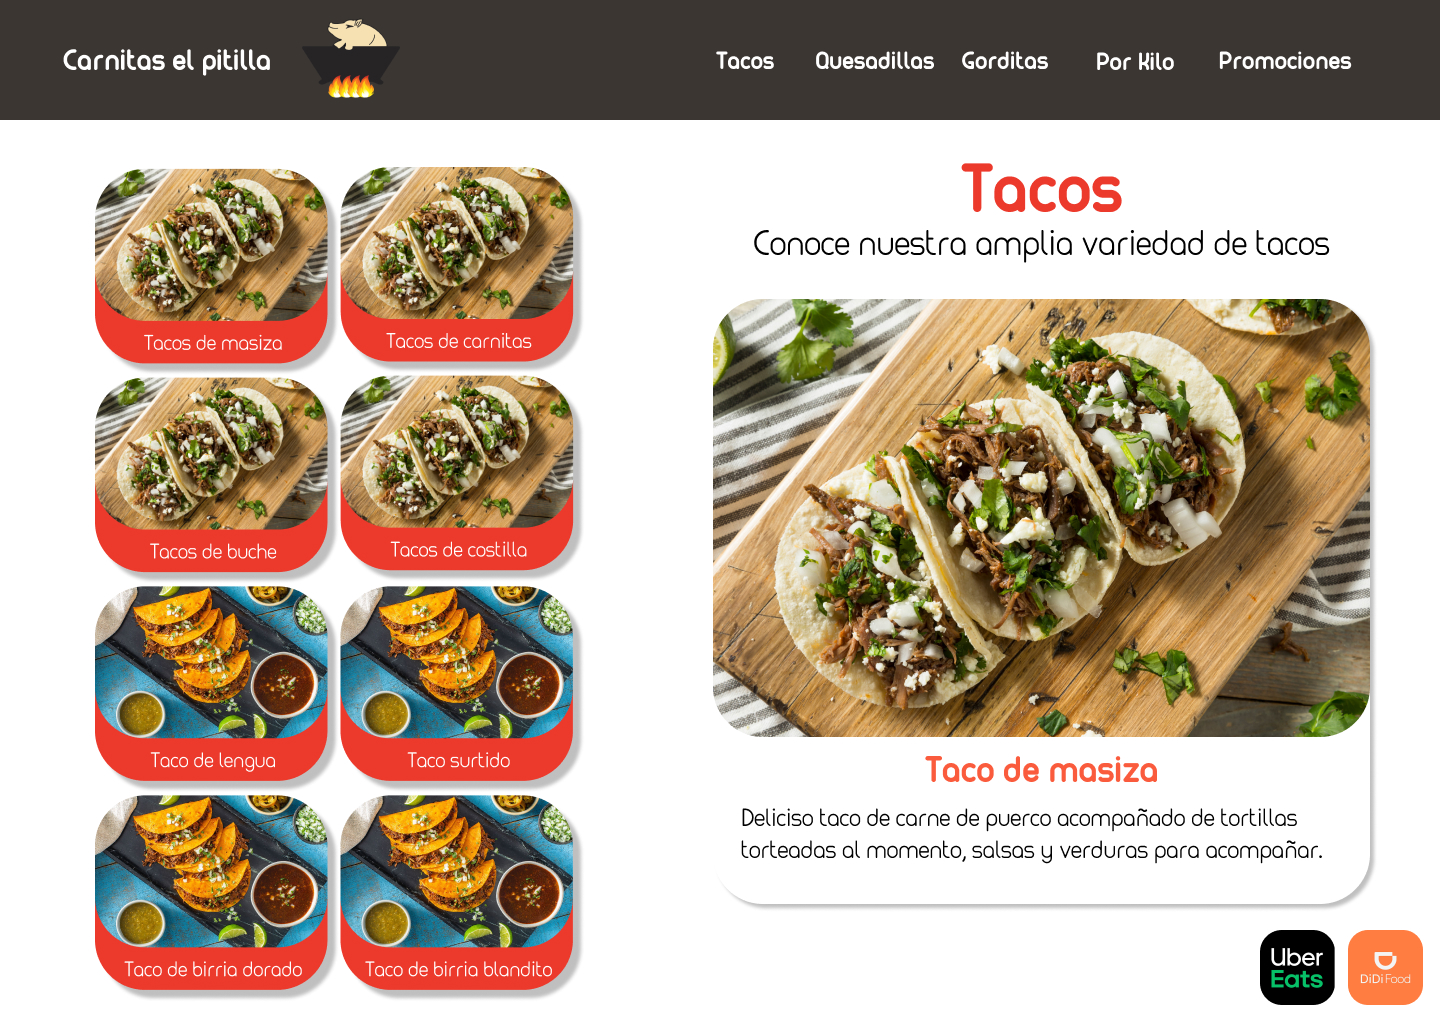 Carnitas el pitilla
Tacos
Quesadillas
Gorditas
Por Kilo
Promociones
Tacos de masiza
Tacos de carnitas
Tacos de buche
Tacos de costilla
Taco de lengua
Taco surtido
Taco de birria dorado
Taco de birria blandito
Tacos
Conoce nuestra amplia variedad de tacos
Taco de masiza
Deliciso taco de carne de puerco acompañado de tortillas
torteadas al momento, salsas y verduras para acompañar.
Uber
Eats
DiDi Food